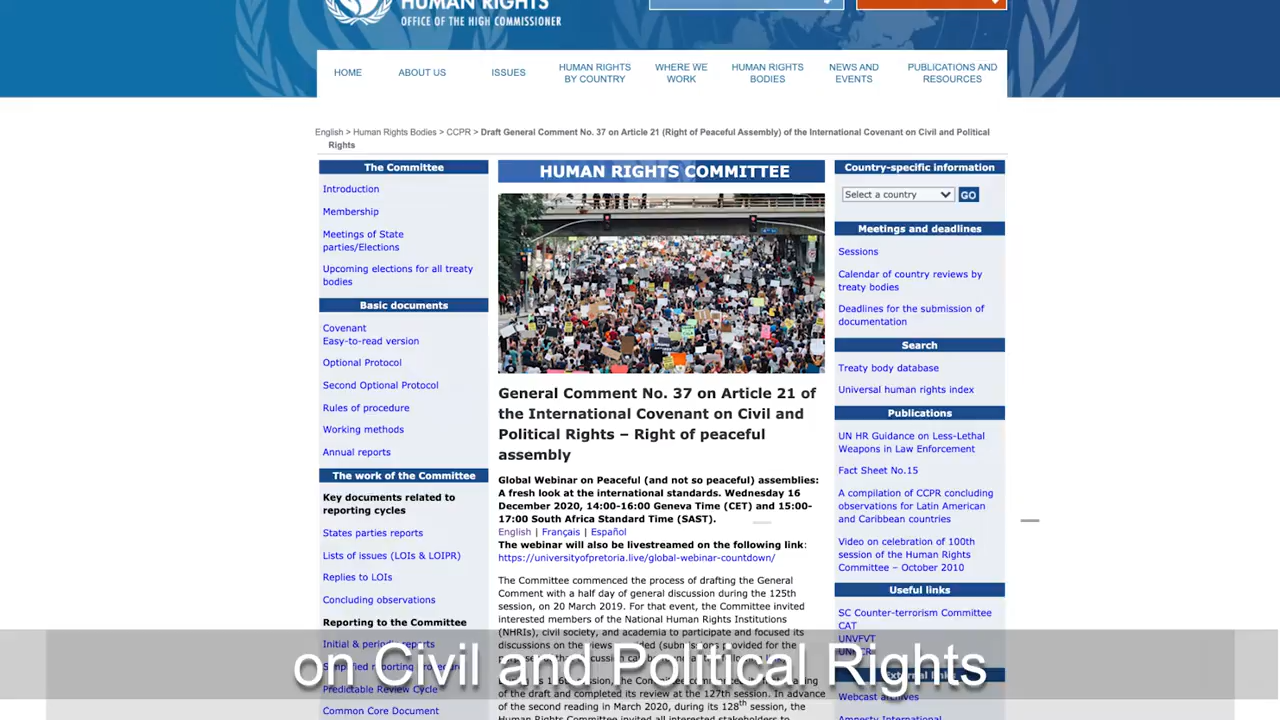 HUMAN RIGHTS
OFFICE OF THE HIGH COMMISSIONER
HOME
ABOUT US
ISSUES
HUMAN RIGHTS
BY COUNTRY
WHERE WE
WORK
HUMAN RIGHTS
BODIES
NEWS AND
EVENTS
PUBLICATIONS AND
RESOURCES
English > Human Rights Bodies > CCPR > Draft General Comment No. 37 on Article 21 (Right of Peaceful Assembly) of the International Covenant on Civil and Political
Rights
The Committee
Introduction
Membership
Meetings of State
parties/Elections
Upcoming elections for all treaty
bodies
Basic documents
Covenant
Easy-to-read version
Optional Protocol
Second Optional Protocol
Rules of procedure
Working methods
Annual reports
The work of the Committee
Key documents related to
reporting cycles
States parties reports
Lists of issues (LOIs & LOIPR)
Replies to LOIs
Concluding observations
Reporting to the Committee
Initial & periodic reports
Simplified reporting procedure
Predictable Review Cycle
Common Core Document
HUMAN RIGHTS COMMITTEE
General Comment No. 37 on Article 21 of
the International Covenant on Civil and
Political Rights – Right of peaceful
assembly
Global Webinar on Peaceful (and not so peaceful) assemblies:
A fresh look at the international standards. Wednesday 16
December 2020, 14:00-16:00 Geneva Time (CET) and 15:00-
17:00 South Africa Standard Time (SAST).
English | Français | Español
The webinar will also be livestreamed on the following link:
https://universityofpretoria.live/global-webinar-countdown/
The Committee commenced the process of drafting the General
Comment with a half day of general discussion during the 125th
session, on 20 March 2019. For that event, the Committee invited
interested members of the National Human Rights Institutions
(NHRIs), civil society, and academia to participate and focused its
discussions on the views provided (submissions provided for the
of the draft and completed its review at the 127th session. In advance
of the second reading in March 2020, during its 128th session, the
Human Rights Committee invited all interested stakeholders to
Country-specific information
Select a country
GO
Meetings and deadlines
Sessions
Calendar of country reviews by
treaty bodies
Deadlines for the submission of
documentation
Search
Treaty body database
Universal human rights index
Publications
UN HR Guidance on Less-Lethal
Weapons in Law Enforcement
Fact Sheet No.15
A compilation of CCPR concluding
observations for Latin American
and Caribbean countries
Video on celebration of 100th
session of the Human Rights
Committee – October 2010
Useful links
SC Counter-terrorism Committee
CAT
UNVFVT
External links
Webcast archives
Amnesty International
on Civil and Political Rights